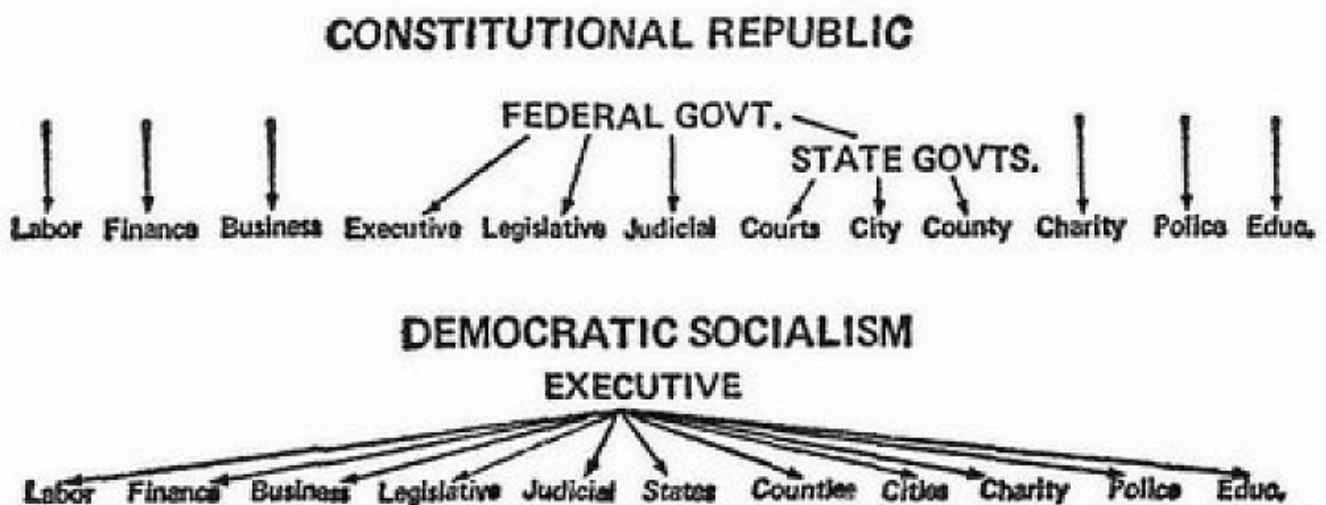 CONSTITUTIONAL REPUBLIC
FEDERAL GOVT.
STATE GOVTS.
Labor Finance Business Executive Legislative Judicial Courts City County Charity Police Educ.
DEMOCRATIC SOCIALISM
EXECUTIVE
Labor Finance Business Legislative Judicial States Counties Cities Charity Police Educ.